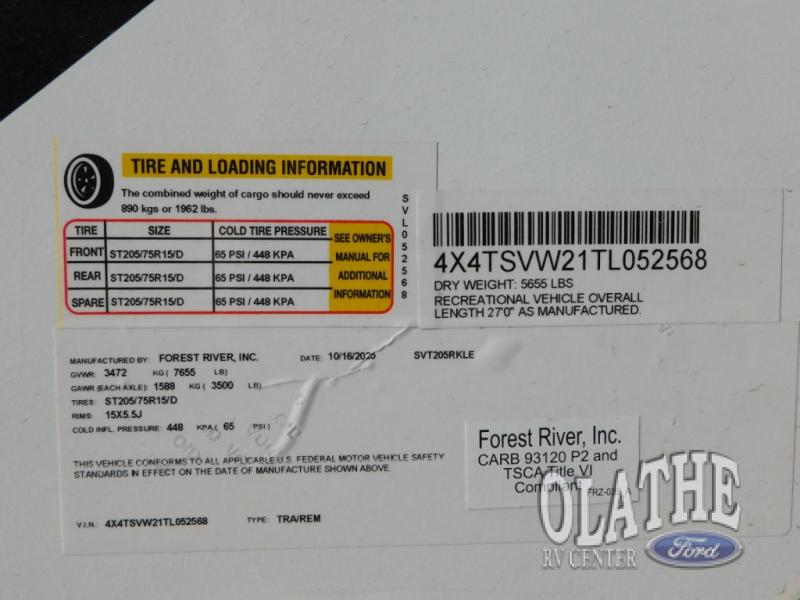 TIRE AND LOADING INFORMATION
The combined weight of cargo should never exceed
890 kgs or 1962 lbs.
TIRE SIZE COLD TIRE PRESSURE
FRONT ST205/75R15/D 65 PSI / 448 KPA
REAR ST205/75R15/D 65 PSI / 448 KPA
SPARE ST205/75R15/D 65 PSI / 448 KPA
SEE OWNER'S
MANUAL FOR
ADDITIONAL
INFORMATION
SVL052568
4X4TSVW21TL052568
DRY WEIGHT: 5655 LBS
RECREATIONAL VEHICLE OVERALL
LENGTH 27'0" AS MANUFACTURED.
MANUFACTURED BY: FOREST RIVER, INC. DATE: 10/16/2025 SVT205RKLE
GVWR: 3472 KG ( 7655 LB)
GAWR (EACH AXLE): 1588 KG ( 3500 LB)
TIRES: ST205/75R15/D
RIMS: 15X5.5J
COLD INFL. PRESSURE: 448 KPA ( 65 PSI )
THIS VEHICLE CONFORMS TO ALL APPLICABLE U.S. FEDERAL MOTOR VEHICLE SAFETY
STANDARDS IN EFFECT ON THE DATE OF MANUFACTURE SHOWN ABOVE.
V.I.N.: 4X4TSVW21TL052568 TYPE: TRA/REM
Forest River, Inc.
CARB 93120 P2 and
TSCA Title VI
Compliant
OLATHE
RV CENTER
Ford